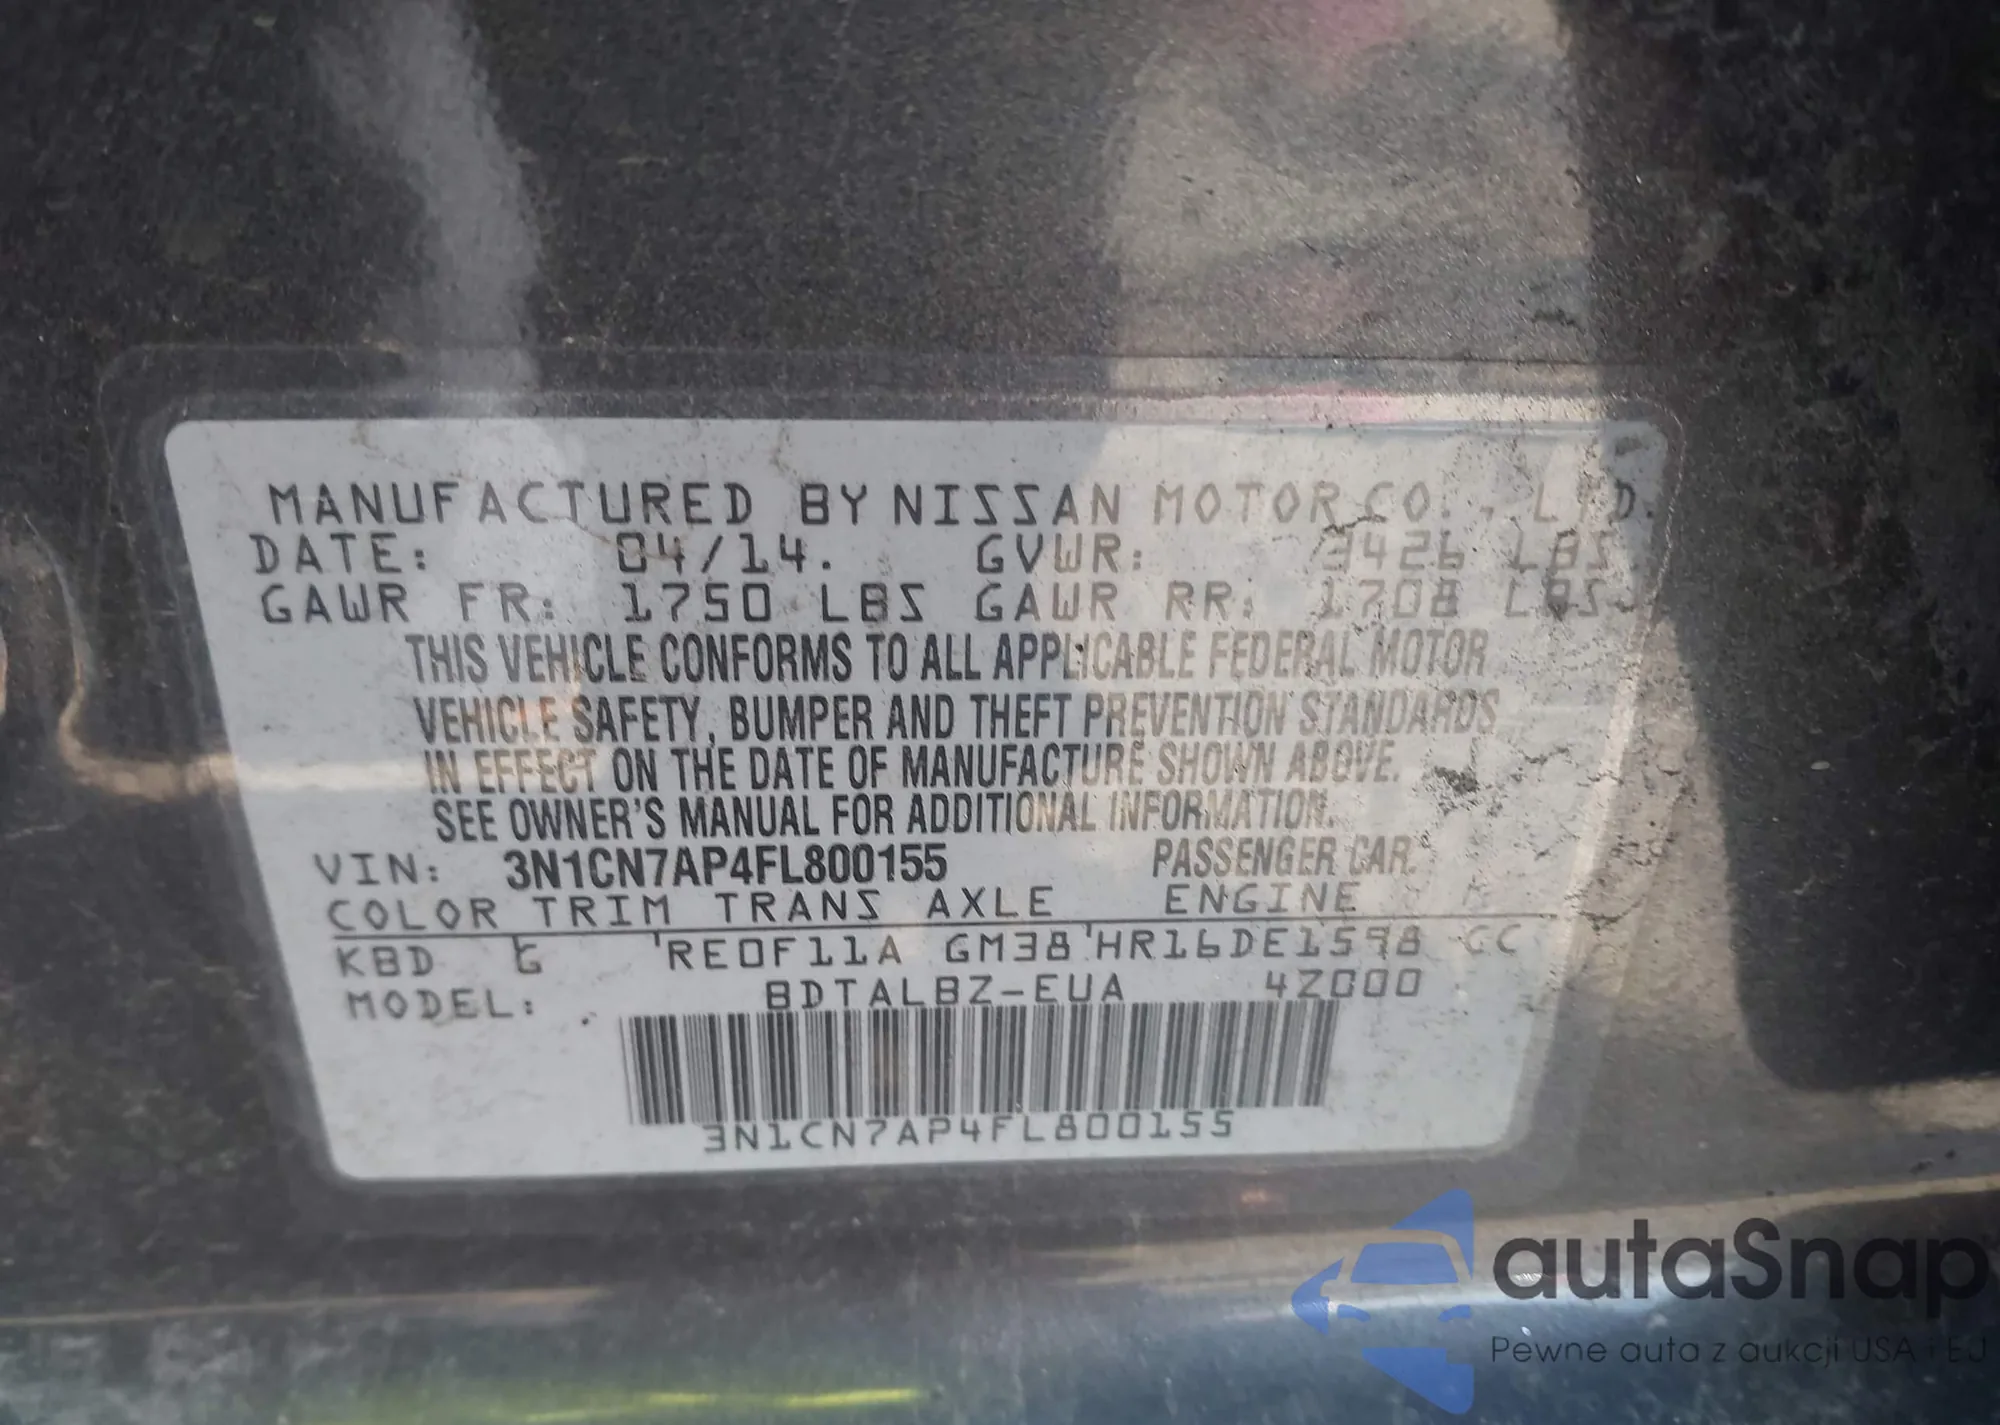 MANUFACTURED BY NISSAN MOTOR CO., LTD.
DATE: 04/14. GVWR: 3426 LBS
GAWR FR: 1750 LBS GAWR RR: 1708 LBS
THIS VEHICLE CONFORMS TO ALL APPLICABLE FEDERAL MOTOR
VEHICLE SAFETY, BUMPER AND THEFT PREVENTION STANDARDS
IN EFFECT ON THE DATE OF MANUFACTURE SHOWN ABOVE.
SEE OWNER'S MANUAL FOR ADDITIONAL INFORMATION.
VIN: 3N1CN7AP4FL800155 PASSENGER CAR.
COLOR TRIM TRANS AXLE ENGINE
KBD G 'RE0F11A GM38'HR16DE1598 CC
MODEL: BDTALBZ-EUA 4Z000
3N1CN7AP4FL800155
autaSnap
Pewne auta z aukcji USA i EU